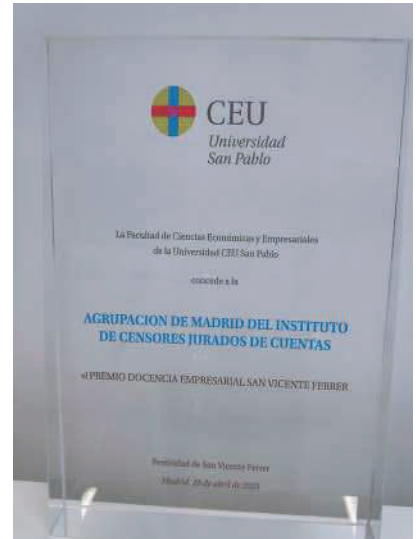 CEU
Universidad
San Pablo
La Facultad de Ciencias Económicas y Empresariales
de la Universidad CEU San Pablo
concede a la
AGRUPACION DE MADRID DEL INSTITUTO
DE CENSORES JURADOS DE CUENTAS
el PREMIO DOCENCIA EMPRESARIAL SAN VICENTE FERRER
Festividad de San Vicente Ferrer
Madrid, de abril de